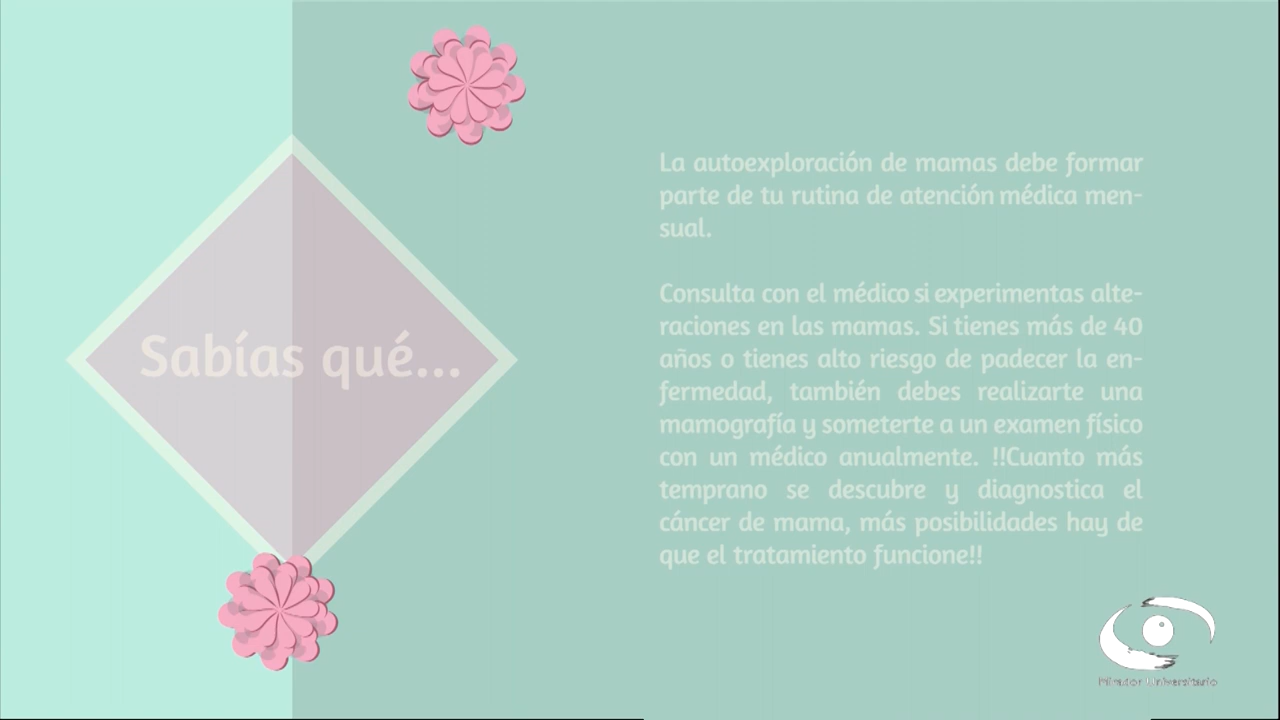 Sabías qué...
La autoexploración de mamas debe formar
parte de tu rutina de atención médica men-
sual.
Consulta con el médico si experimentas alte-
raciones en las mamas. Si tienes más de 40
años o tienes alto riesgo de padecer la en-
fermedad, también debes realizarte una
mamografía y someterte a un examen físico
con un médico anualmente. !!Cuanto más
temprano se descubre y diagnostica el
cáncer de mama, más posibilidades hay de
que el tratamiento funcione!!
Mirador Universitario